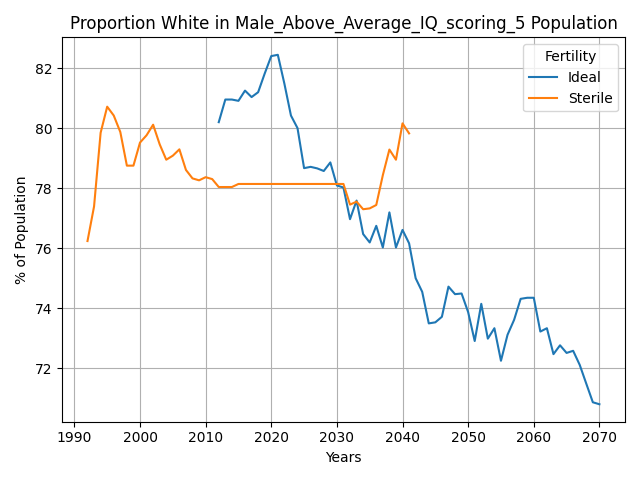 Proportion White in Male_Above_Average_IQ_scoring_5 Population
Fertility
Ideal
Sterile
% of Population
82
80
78
76
74
72
1990 2000 2010 2020 2030 2040 2050 2060 2070
Years